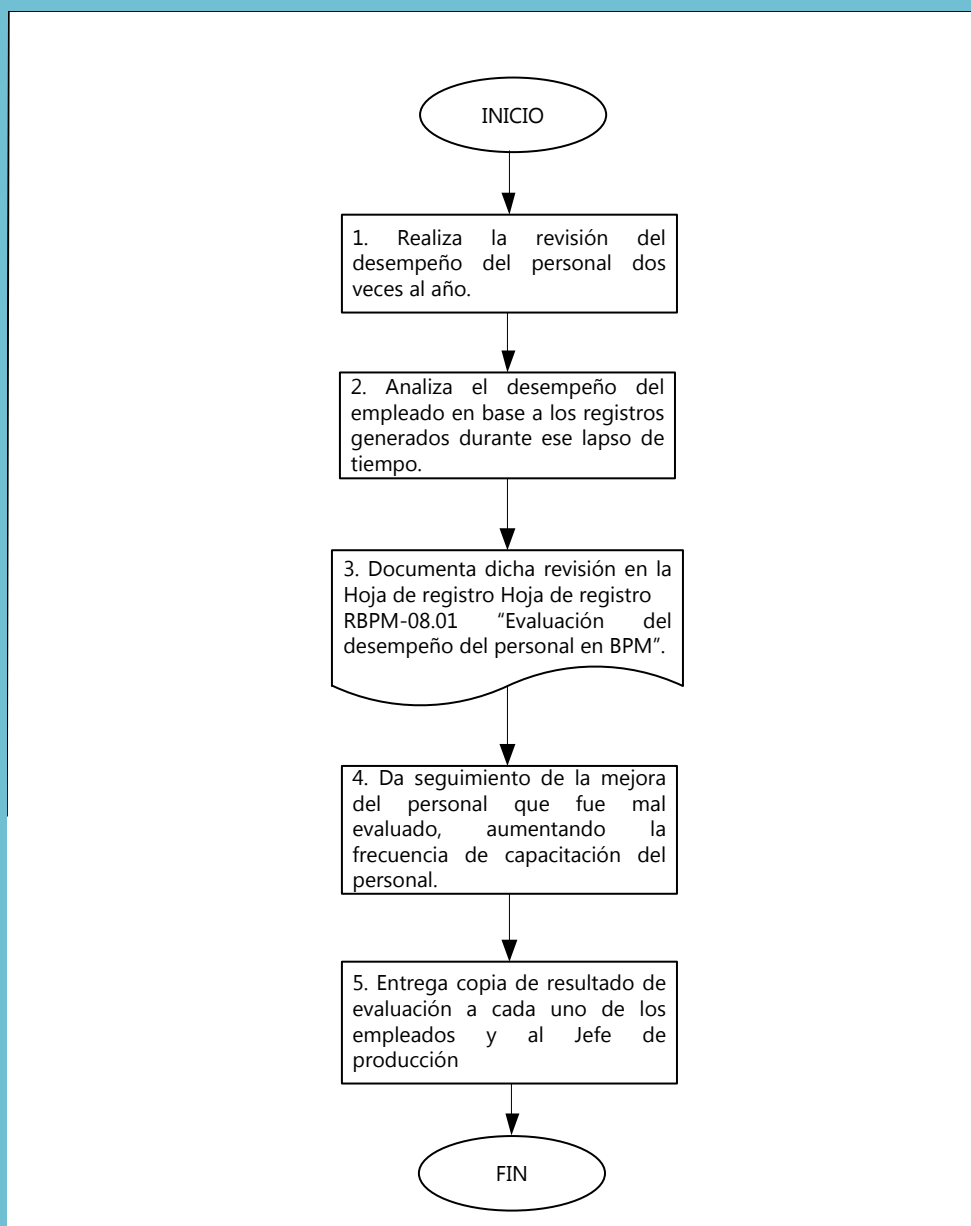 INICIO
1. Realiza la revisión del
desempeño del personal dos
veces al año.
2. Analiza el desempeño del
empleado en base a los registros
generados durante ese lapso de
tiempo.
3. Documenta dicha revisión en la
Hoja de registro Hoja de registro
RBPM-08.01 “Evaluación del
desempeño del personal en BPM”.
4. Da seguimiento de la mejora
del personal que fue mal
evaluado, aumentando la
frecuencia de capacitación del
personal.
5. Entrega copia de resultado de
evaluación a cada uno de los
empleados y al Jefe de
producción
FIN